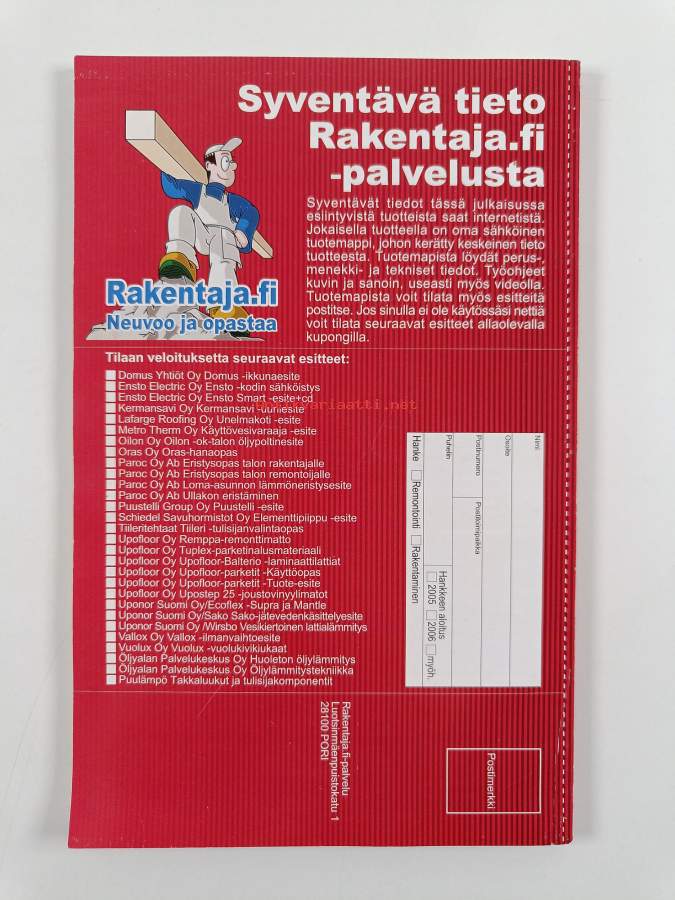 Syventävä tieto
Rakentaja.fi
-palvelusta
Syventävät tiedot tässä julkaisussa
esiintyvistä tuotteista saat internetistä.
Jokaisella tuotteella on oma sähköinen
tuotemappi, johon kerätty keskeinen tieto
tuotteesta. Tuotemapista löydät perus-,
menekki- ja tekniset tiedot. Työohjeet
kuvin ja sanoin, useasti myös videolla.
Tuotemapista voit tilata myös esitteitä
postitse. Jos sinulla ei ole käytössäsi nettiä
voit tilata seuraavat esitteet allaolevalla
kupongilla.
Rakentaja.fi
Neuvoo ja opastaa
Tilaan veloituksetta seuraavat esitteet:
Domus Yhtiöt Oy Domus -ikkunaesite
Ensto Electric Oy Ensto -kodin sähköistys
Ensto Electric Oy Ensto Smart -esite+cd
Kermansavi Oy Kermansavi -uuniesite
Lafarge Roofing Oy Unelmakoti -esite
Metro Therm Oy Käyttövesivaraaja -esite
Oilon Oy Oilon -ok-talon öljypoltinesite
Oras Oy Oras-hanaopas
Paroc Oy Ab Eristysopas talon rakentajalle
Paroc Oy Ab Eristysopas talon remontoijalle
Paroc Oy Ab Loma-asunnon lämmöneristysesite
Paroc Oy Ab Ullakon eristäminen
Puustelli Group Oy Puustelli -esite
Schiedel Savuhormistot Oy Elementtipiippu -esite
Tiileritehtaat Tiileri -tulisijanvalintaopas
Upofloor Oy Remppa-remonttimatto
Upofloor Oy Tuplex-parketinalusmateriaali
Upofloor Oy Upofloor-Balterio -laminaattilattiat
Upofloor Oy Upofloor-parketit -Käyttöopas
Upofloor Oy Upofloor-parketit -Tuote-esite
Upofloor Oy Upostep 25 -joustovinyylimatot
Uponor Suomi Oy/Ecoflex -Supra ja Mantle
Uponor Suomi Oy/Sako Sako-jätevedenkäsittelyesite
Uponor Suomi Oy /Wirsbo Vesikiertoinen lattialämmitys
Vallox Oy Vallox -ilmanvaihtoesite
Vuolux Oy Vuolux -vuolukivikiukaat
Öljyalan Palvelukeskus Oy Huoleton öljylämmitys
Öljyalan Palvelukeskus Oy Öljylämmitystekniikka
Puulämpö Takkaluukut ja tulisijakomponentit
Nimi
Osoite
Postinumero
Postitoimipaikka
Puhelin
Hankkeen aloitus
2005 2006 myöh.
Hanke Remontointi Rakentaminen
Rakentaja.fi-palvelu
Luotsinmäenpuistokatu 1
28100 PORI
Postimerkki